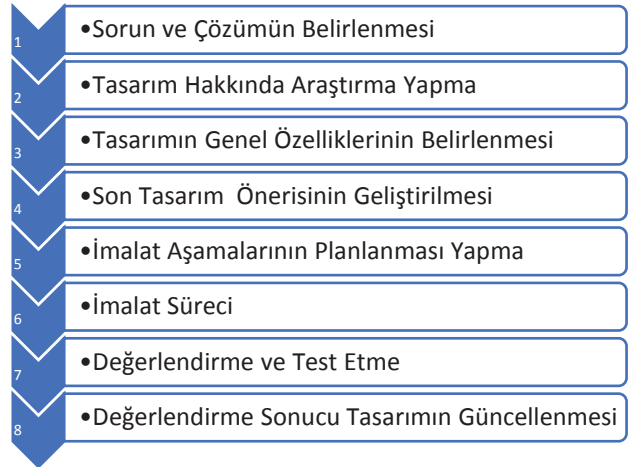 1 •Sorun ve Çözümün Belirlenmesi
2 •Tasarım Hakkında Araştırma Yapma
3 •Tasarımın Genel Özelliklerinin Belirlenmesi
4 •Son Tasarım  Önerisinin Geliştirilmesi
5 •İmalat Aşamalarının Planlanması Yapma
6 •İmalat Süreci
7 •Değerlendirme ve Test Etme
8 •Değerlendirme Sonucu Tasarımın Güncellenmesi